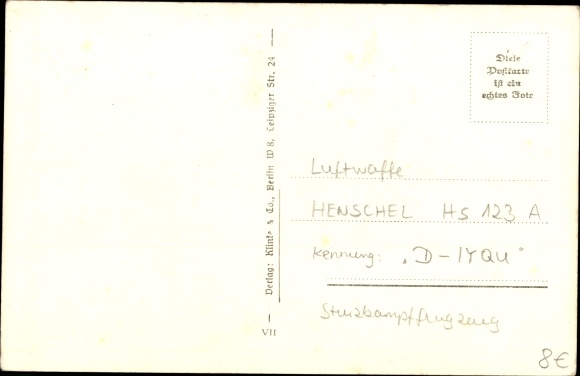 Diese
Postkarte
ist ein
echtes Foto
Verlag: Klinke & Co., Berlin W 8, Leipziger Str. 24
VII
Luftwaffe
HENSCHEL HS 123 A
Kennung: "D-IYQU"
Sturzkampfflugzeug
8€